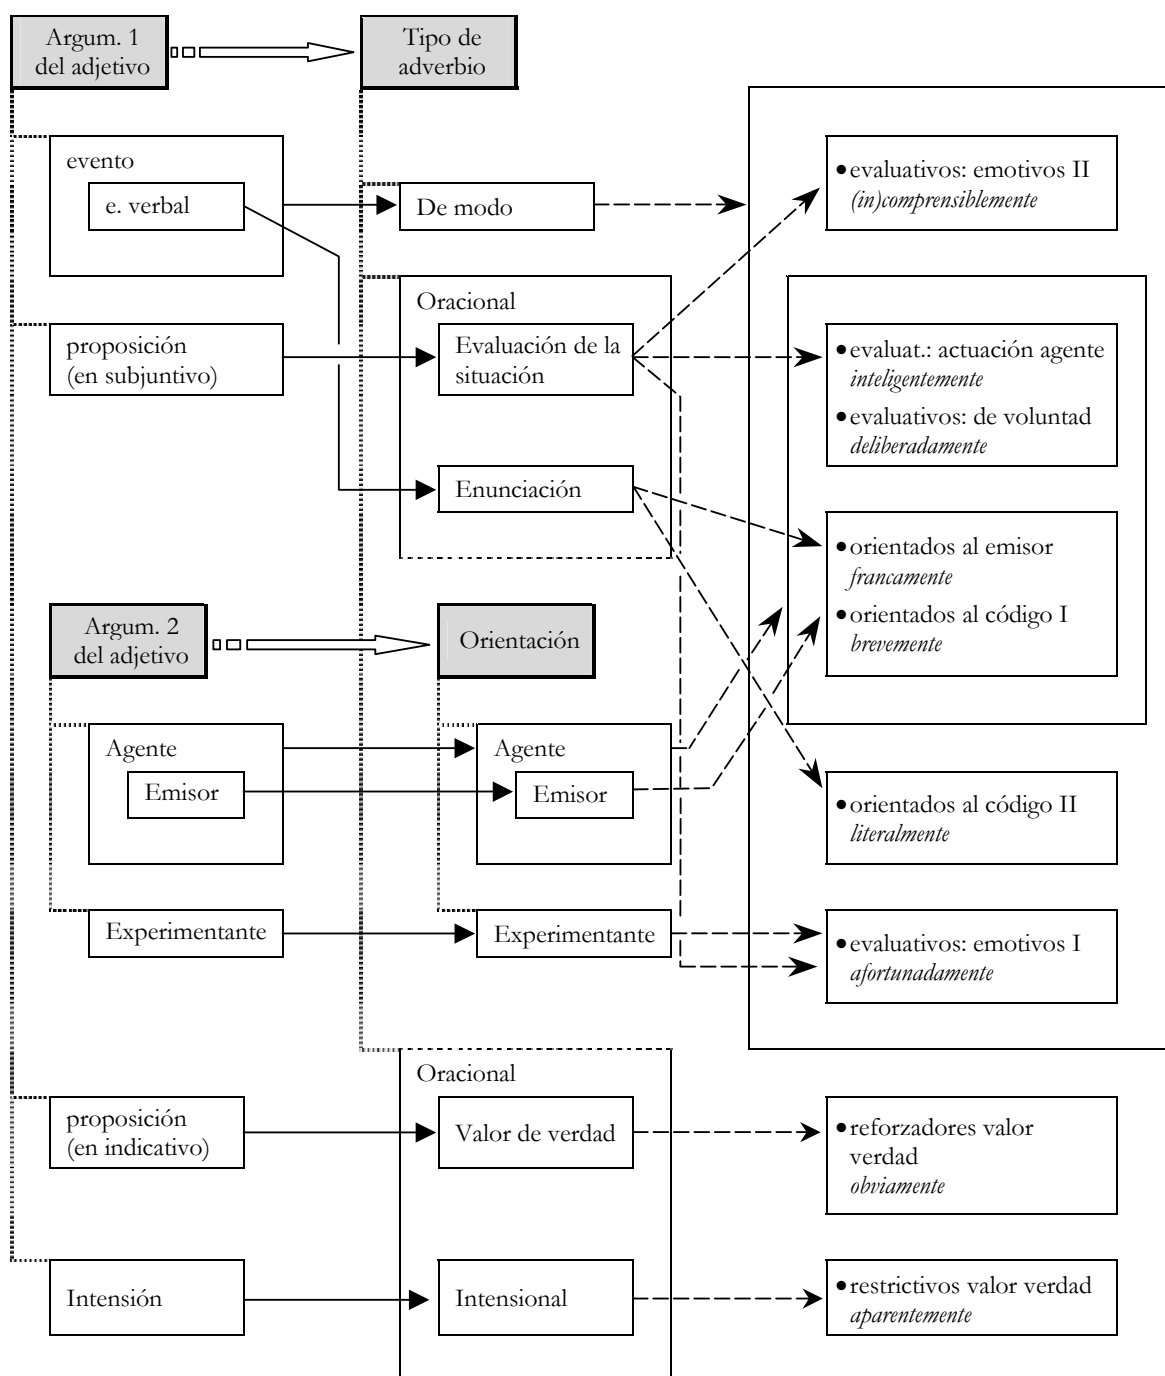 Argum. 1
del adjetivo
Tipo de
adverbio
evento
e. verbal
De modo
•evaluativos: emotivos II
(in)comprensiblemente
Oracional
proposición
(en subjuntivo)
Evaluación de la
situación
•evaluat.: actuación agente
inteligentemente
•evaluativos: de voluntad
deliberadamente
Enunciación
•orientados al emisor
francamente
•orientados al código I
brevemente
Argum. 2
del adjetivo
Orientación
Agente
Emisor
Agente
Emisor
•orientados al código II
literalmente
Experimentante
Experimentante
•evaluativos: emotivos I
afortunadamente
Oracional
proposición
(en indicativo)
Valor de verdad
•reforzadores valor
verdad
obviamente
Intensión
Intensional
•restrictivos valor verdad
aparentemente